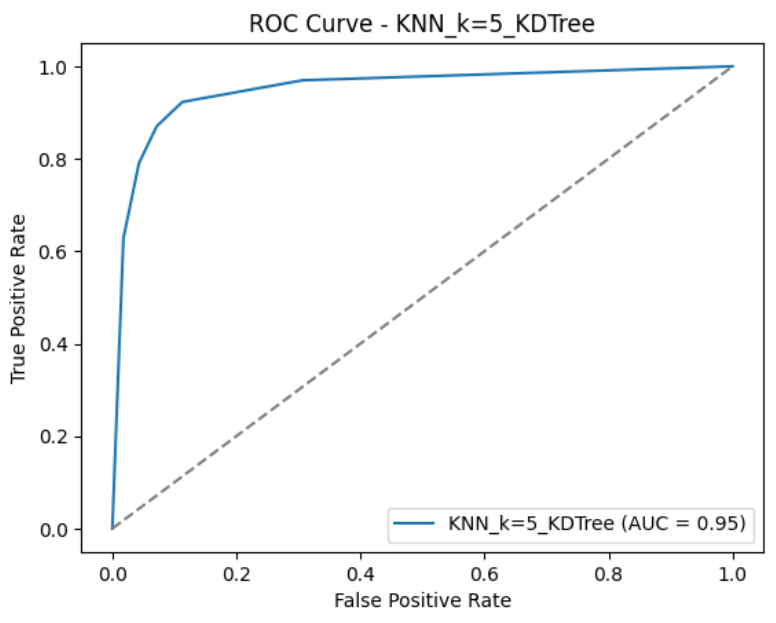 ROC Curve - KNN_k=5_KDTree
True Positive Rate
1.0
0.8
0.6
0.4
0.2
0.0
KNN_k=5_KDTree (AUC = 0.95)
0.0 0.2 0.4 0.6 0.8 1.0
False Positive Rate